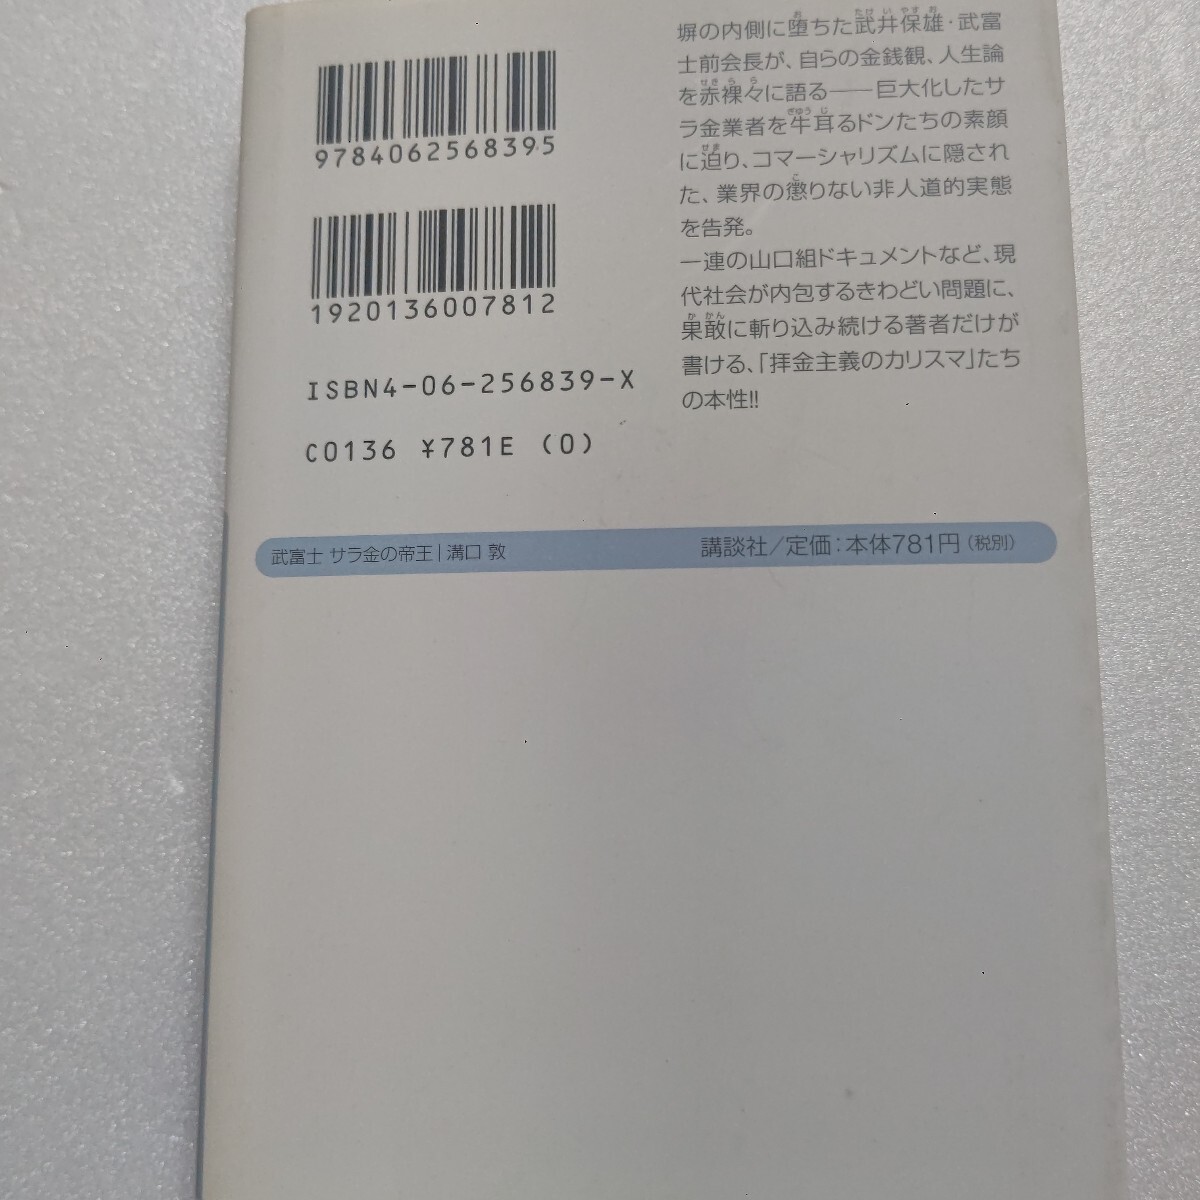 9784062568395
1920136007812
ISBN4-06-256839-X
C0136 ¥781E (0)
塀の内側に堕ちた武井保雄・武富
士前会長が、自らの金銭観、人生論
を赤裸々に語る――巨大化したサ
ラ金業者を牛耳るドンたちの素顔
に迫り、コマーシャリズムに隠され
た、業界の懲りない非人道的実態
を告発。
一連の山口組ドキュメントなど、現
代社会が内包するきわどい問題に、
果敢に斬り込み続ける著者だけが
書ける、「拝金主義のカリスマ」たち
の本性!!
武富士 サラ金の帝王|溝口 敦
講談社/定価:本体781円(税別)